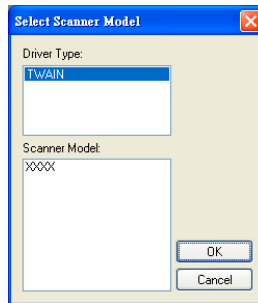 Select Scanner Model
Driver Type:
TWAIN
Scanner Model:
XXXX
OK
Cancel